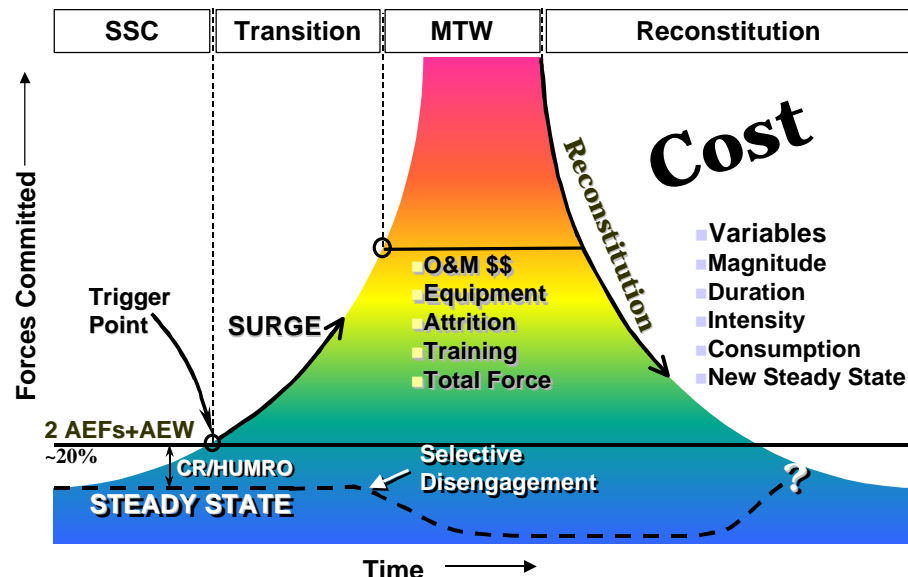 SSC
Transition
MTW
Reconstitution
Forces Committed
Cost
Reconstitution
Variables
Magnitude
Duration
Intensity
Consumption
New Steady State
O&M $$
Equipment
Attrition
Training
Total Force
Trigger
Point
SURGE
2 AEFs+AEW
~20%
CR/HUMRO
Selective
Disengagement
?
STEADY STATE
Time